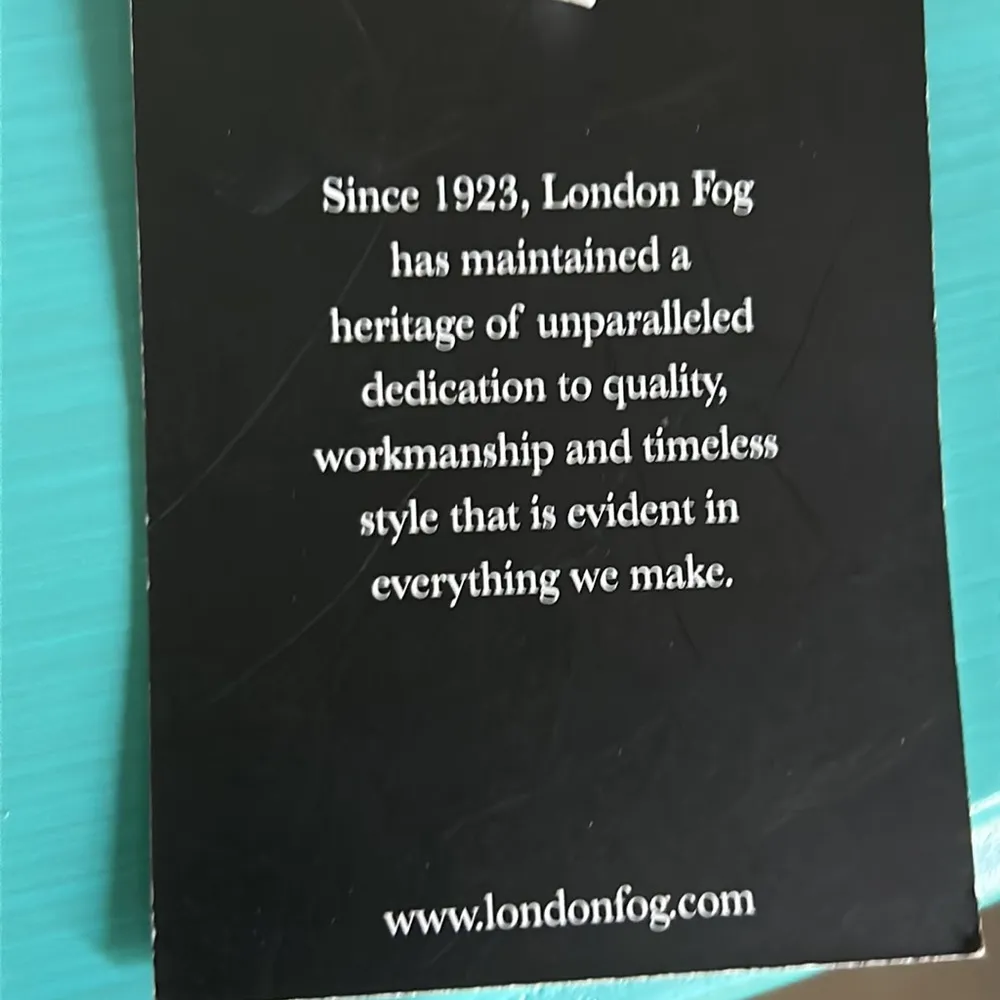 Since 1923, London Fog
has maintained a
heritage of unparalleled
dedication to quality,
workmanship and timeless
style that is evident in
everything we make.
www.londonfog.com